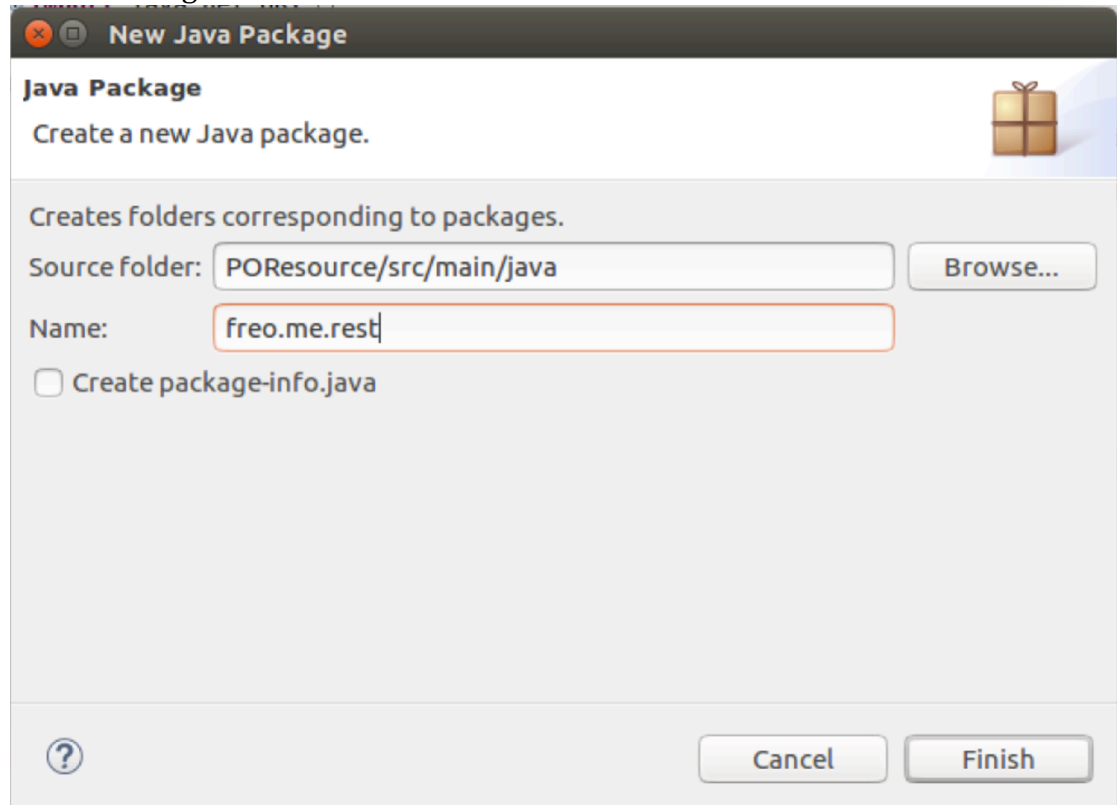 New Java Package
Java Package
Create a new Java package.
Creates folders corresponding to packages.
Source folder: POResource/src/main/java Browse...
Name: freo.me.rest
Create package-info.java
? Cancel Finish